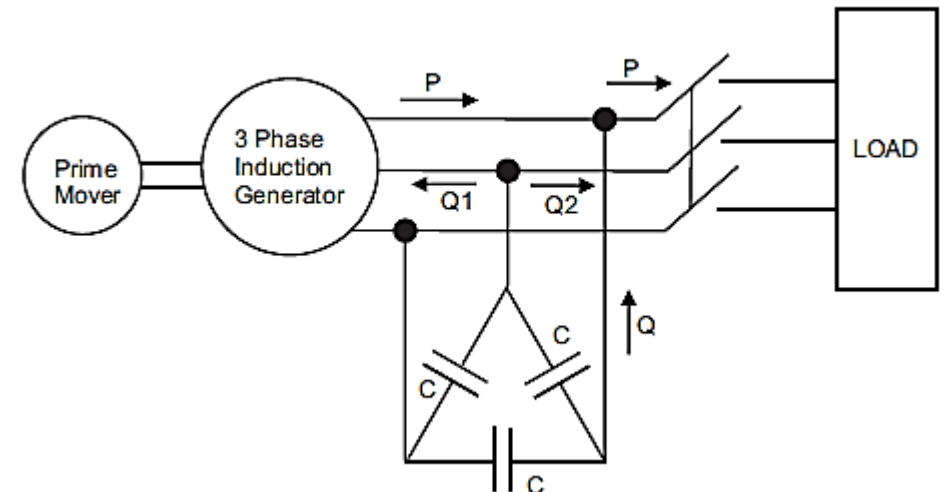 P
P
3 Phase
Induction
Generator
Prime
Mover
LOAD
Q1
Q2
Q
C
C
C